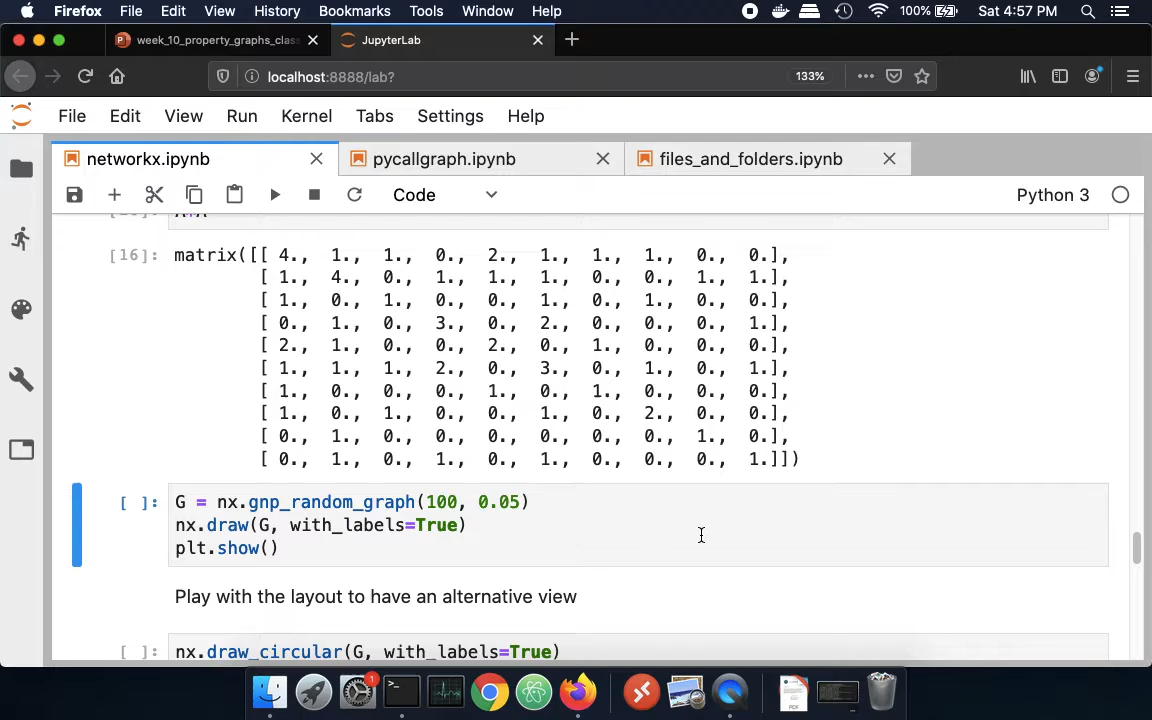 Firefox File Edit View History Bookmarks Tools Window Help 100% Sat 4:57 PM
week_10_property_graphs_class JupyterLab
localhost:8888/lab? 133%
File Edit View Run Kernel Tabs Settings Help
networkx.ipynb pycallgraph.ipynb files_and_folders.ipynb
Code Python 3
[16]: matrix([[ 4., 1., 1., 0., 2., 1., 1., 1., 0., 0.],
[ 1., 4., 0., 1., 1., 1., 0., 0., 1., 1.],
[ 1., 0., 1., 0., 0., 1., 0., 1., 0., 0.],
[ 0., 1., 0., 3., 0., 2., 0., 0., 0., 1.],
[ 2., 1., 0., 0., 2., 0., 1., 0., 0., 0.],
[ 1., 1., 1., 2., 0., 3., 0., 1., 0., 1.],
[ 1., 0., 0., 0., 1., 0., 1., 0., 0., 0.],
[ 1., 0., 1., 0., 0., 1., 0., 2., 0., 0.],
[ 0., 1., 0., 0., 0., 0., 0., 0., 1., 0.],
[ 0., 1., 0., 1., 0., 1., 0., 0., 0., 1.]])
[ ]: G = nx.gnp_random_graph(100, 0.05)
nx.draw(G, with_labels=True)
plt.show()
Play with the layout to have an alternative view
[ ]: nx.draw_circular(G, with_labels=True)
1